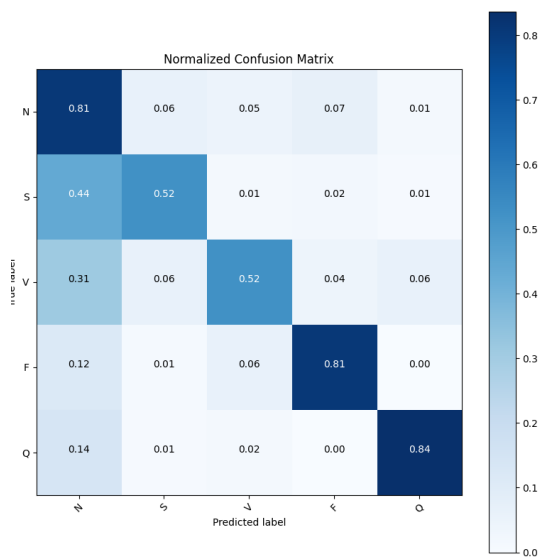 Normalized Confusion Matrix
N 0.81 0.06 0.05 0.07 0.01
S 0.44 0.52 0.01 0.02 0.01
V 0.31 0.06 0.52 0.04 0.06
F 0.12 0.01 0.06 0.81 0.00
Q 0.14 0.01 0.02 0.00 0.84
N S V F Q
Predicted label
True label
0.8
0.7
0.6
0.5
0.4
0.3
0.2
0.1
0.0